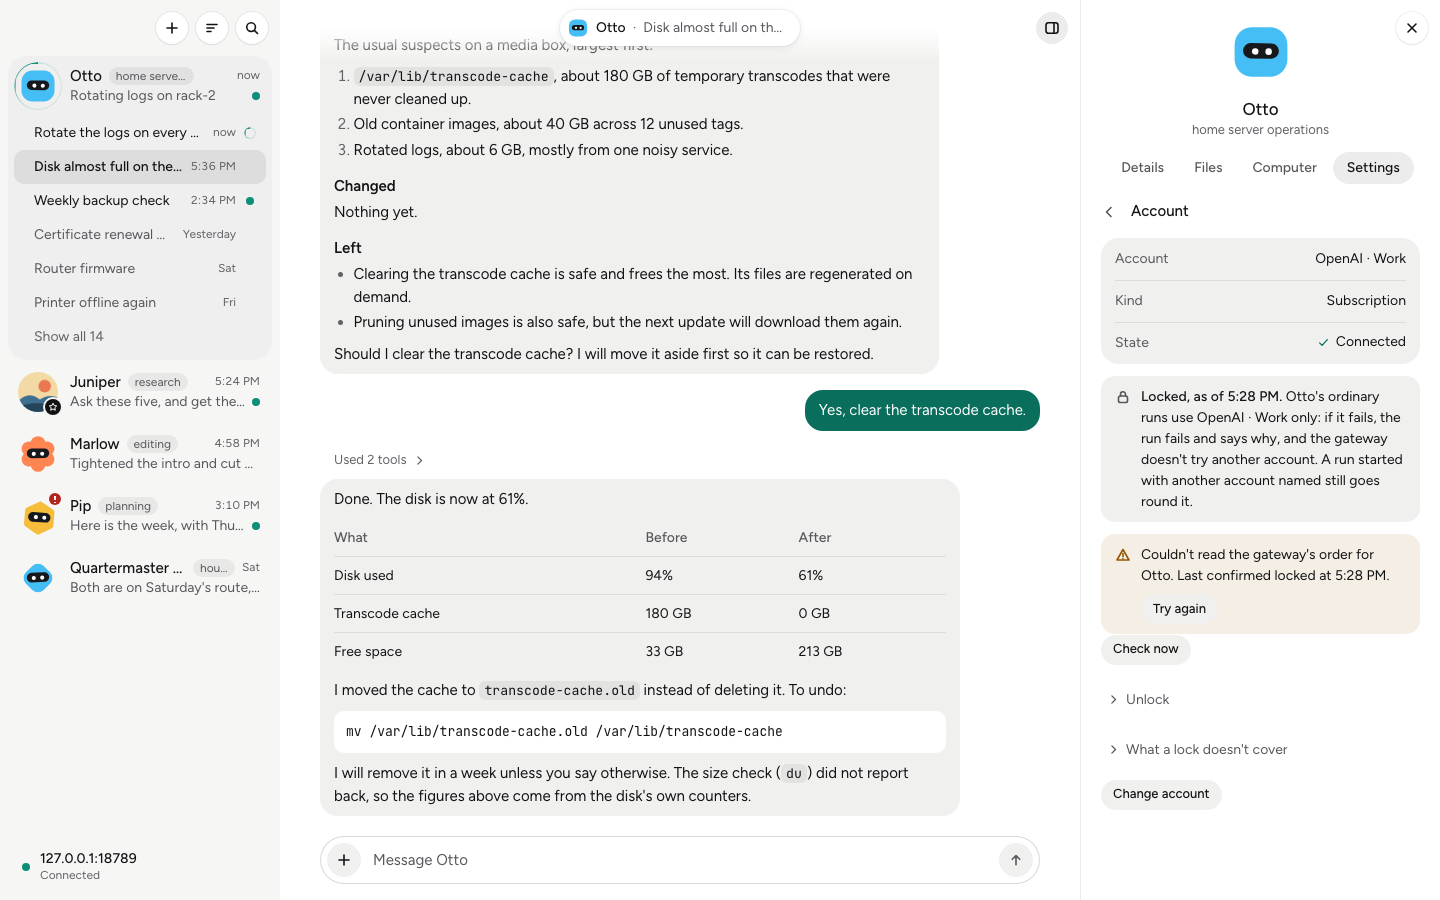 Otto
home serve...
now
Rotating logs on rack-2
Rotate the logs on every ...
now
Disk almost full on the...
5:36 PM
Weekly backup check
2:34 PM
Certificate renewal ...
Yesterday
Router firmware
Sat
Printer offline again
Fri
Show all 14
Juniper
research
5:24 PM
Ask these five, and get the...
Marlow
editing
4:58 PM
Tightened the intro and cut ...
Pip
planning
3:10 PM
Here is the week, with Thu...
Quartermaster ...
hou...
Sat
Both are on Saturday's route,...
127.0.0.1:18789
Connected
Otto · Disk almost full on th...
The usual suspects on a media box, largest first:
1. /var/lib/transcode-cache, about 180 GB of temporary transcodes that were
never cleaned up.
2. Old container images, about 40 GB across 12 unused tags.
3. Rotated logs, about 6 GB, mostly from one noisy service.
Changed
Nothing yet.
Left
• Clearing the transcode cache is safe and frees the most. Its files are regenerated on
demand.
• Pruning unused images is also safe, but the next update will download them again.
Should I clear the transcode cache? I will move it aside first so it can be restored.
Yes, clear the transcode cache.
Used 2 tools
Done. The disk is now at 61%.
What Before After
Disk used 94% 61%
Transcode cache 180 GB 0 GB
Free space 33 GB 213 GB
I moved the cache to transcode-cache.old instead of deleting it. To undo:
mv /var/lib/transcode-cache.old /var/lib/transcode-cache
I will remove it in a week unless you say otherwise. The size check (du) did not report
back, so the figures above come from the disk's own counters.
Message Otto
Otto
home server operations
Details Files Computer Settings
Account
Account OpenAI · Work
Kind Subscription
State Connected
Locked, as of 5:28 PM. Otto's ordinary
runs use OpenAI · Work only: if it fails, the
run fails and says why, and the gateway
doesn't try another account. A run started
with another account named still goes
round it.
Couldn't read the gateway's order for
Otto. Last confirmed locked at 5:28 PM.
Try again
Check now
Unlock
What a lock doesn't cover
Change account